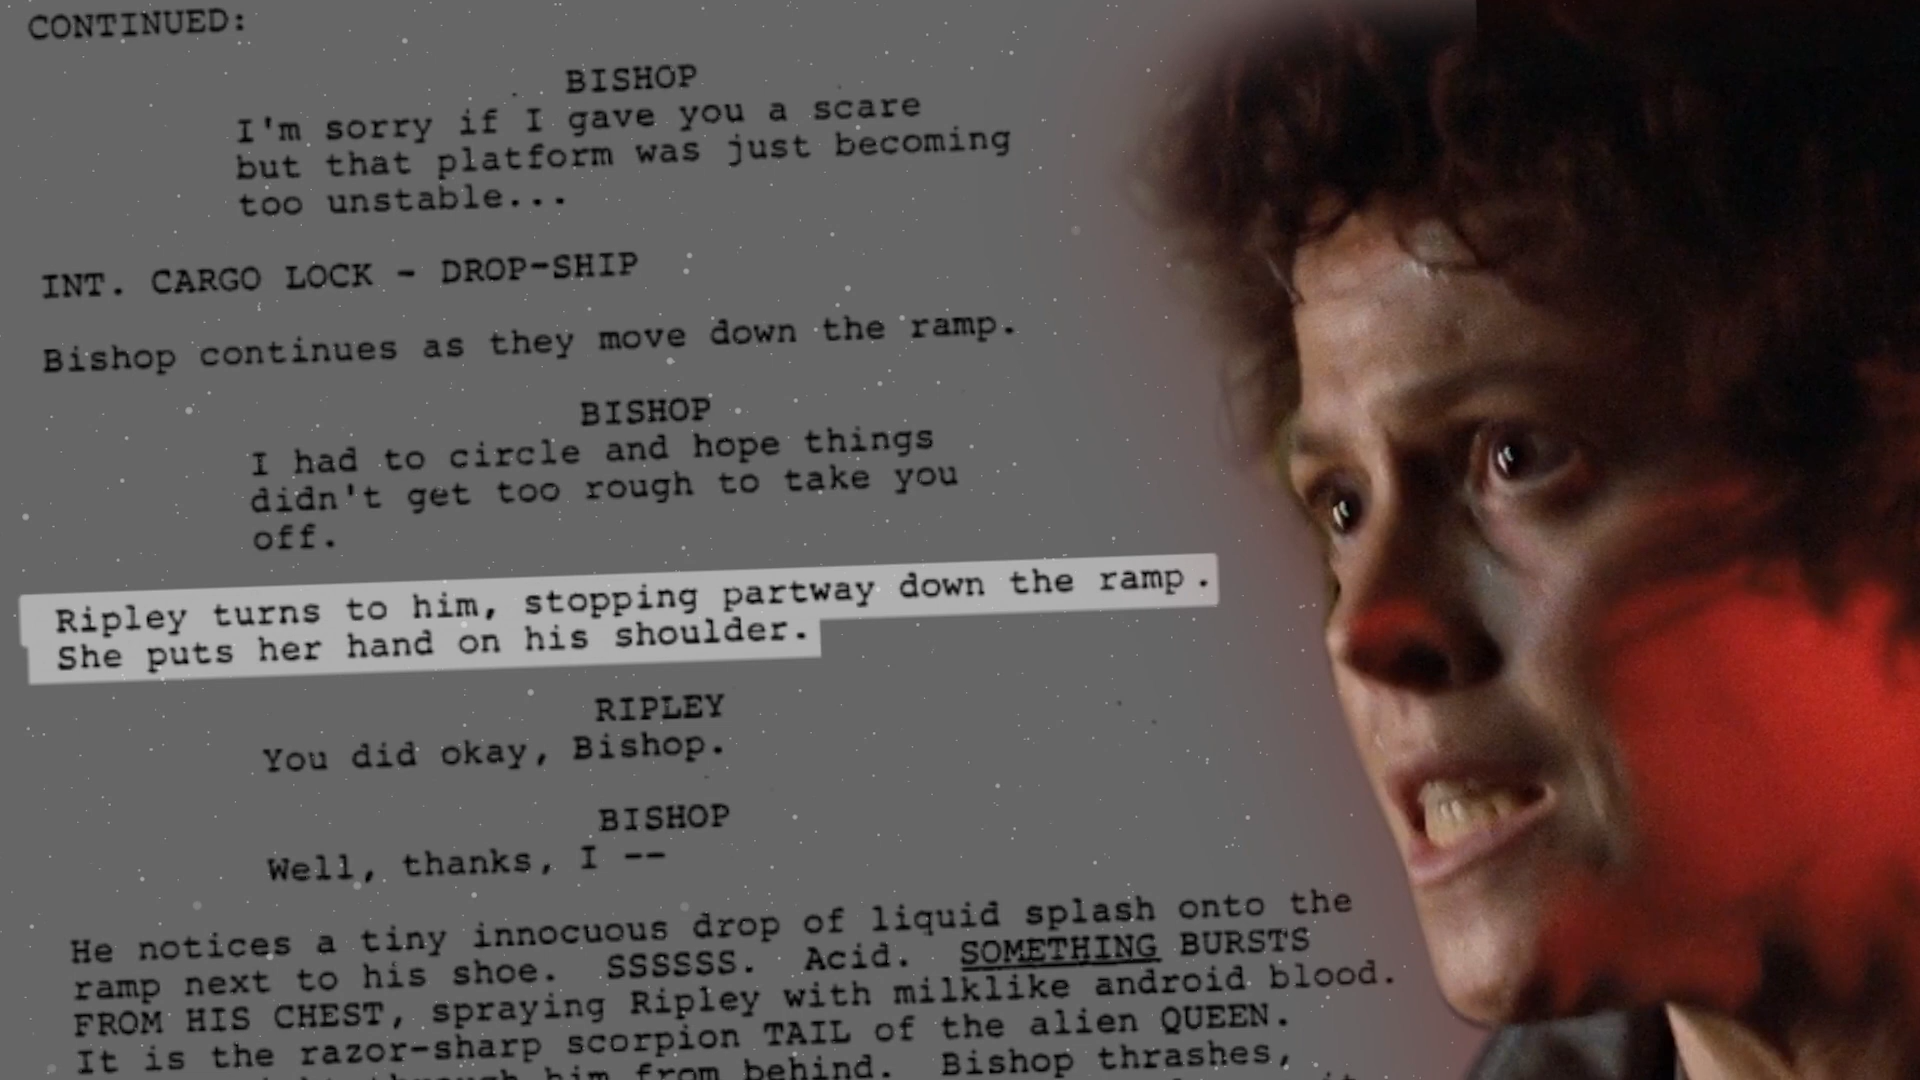 CONTINUED:
BISHOP
I'm sorry if I gave you a scare
but that platform was just becoming
too unstable...
INT. CARGO LOCK - DROP-SHIP
Bishop continues as they move down the ramp.
BISHOP
I had to circle and hope things
didn't get too rough to take you
off.
Ripley turns to him, stopping partway down the ramp.
She puts her hand on his shoulder.
RIPLEY
You did okay, Bishop.
BISHOP
Well, thanks, I --
He notices a tiny innocuous drop of liquid splash onto the
ramp next to his shoe. SSSSSS. Acid. SOMETHING BURSTS
FROM HIS CHEST, spraying Ripley with milklike android blood.
It is the razor-sharp scorpion TAIL of the alien QUEEN.
through him from behind. Bishop thrashes,